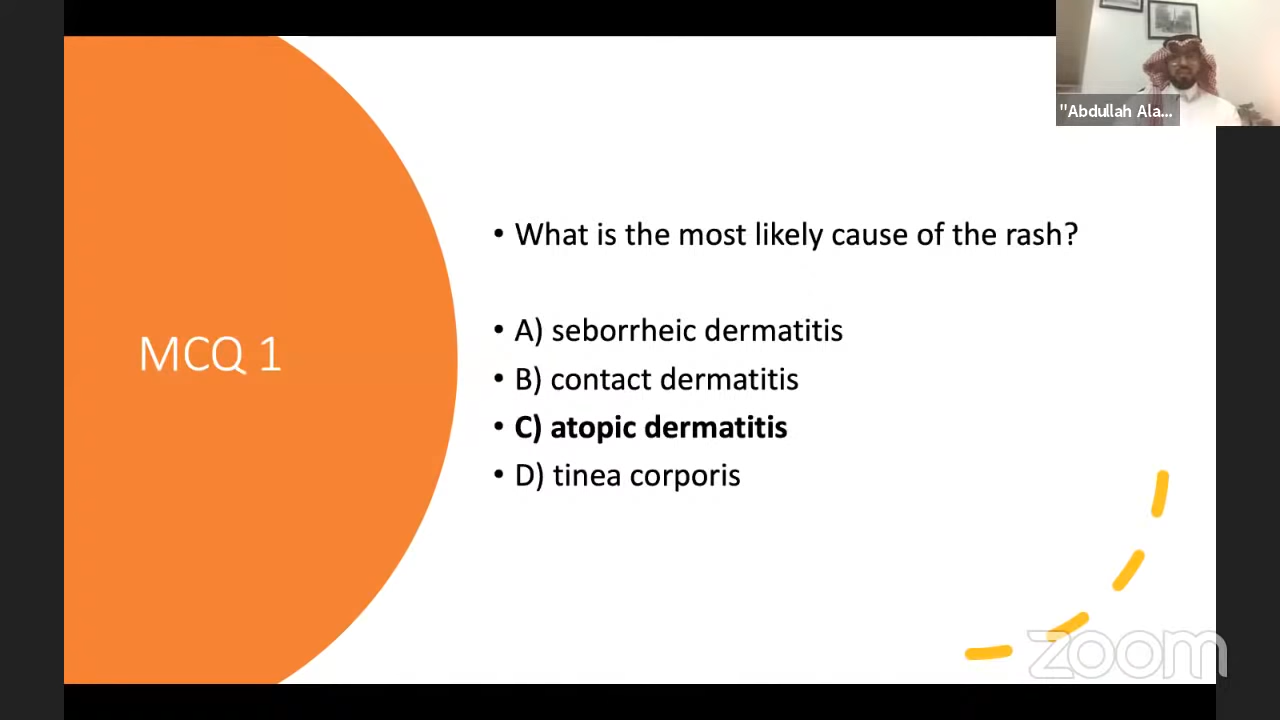 "Abdullah Ala...
MCQ 1
• What is the most likely cause of the rash?
• A) seborrheic dermatitis
• B) contact dermatitis
• C) atopic dermatitis
• D) tinea corporis
zoom